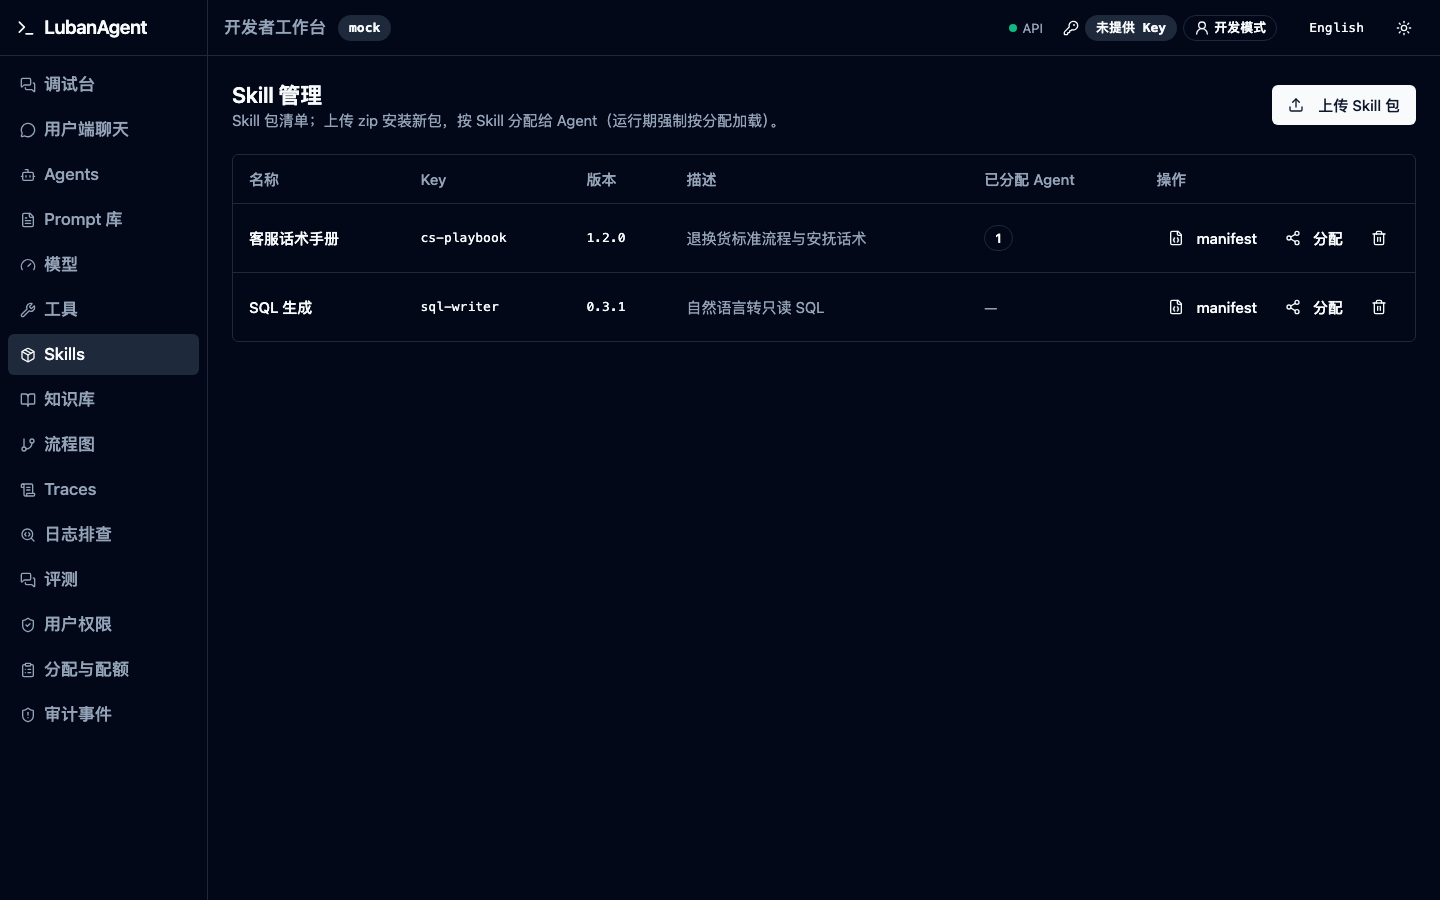 LubanAgent
开发者工作台 mock
API 未提供 Key 开发模式 English
调试台
用户端聊天
Agents
Prompt 库
模型
工具
Skills
知识库
流程图
Traces
日志排查
评测
用户权限
分配与配额
审计事件
Skill 管理
Skill 包清单；上传 zip 安装新包，按 Skill 分配给 Agent（运行期强制按分配加载）。
上传 Skill 包
名称 Key 版本 描述 已分配 Agent 操作
客服话术手册 cs-playbook 1.2.0 退换货标准流程与安抚话术 1 manifest 分配
SQL 生成 sql-writer 0.3.1 自然语言转只读 SQL — manifest 分配